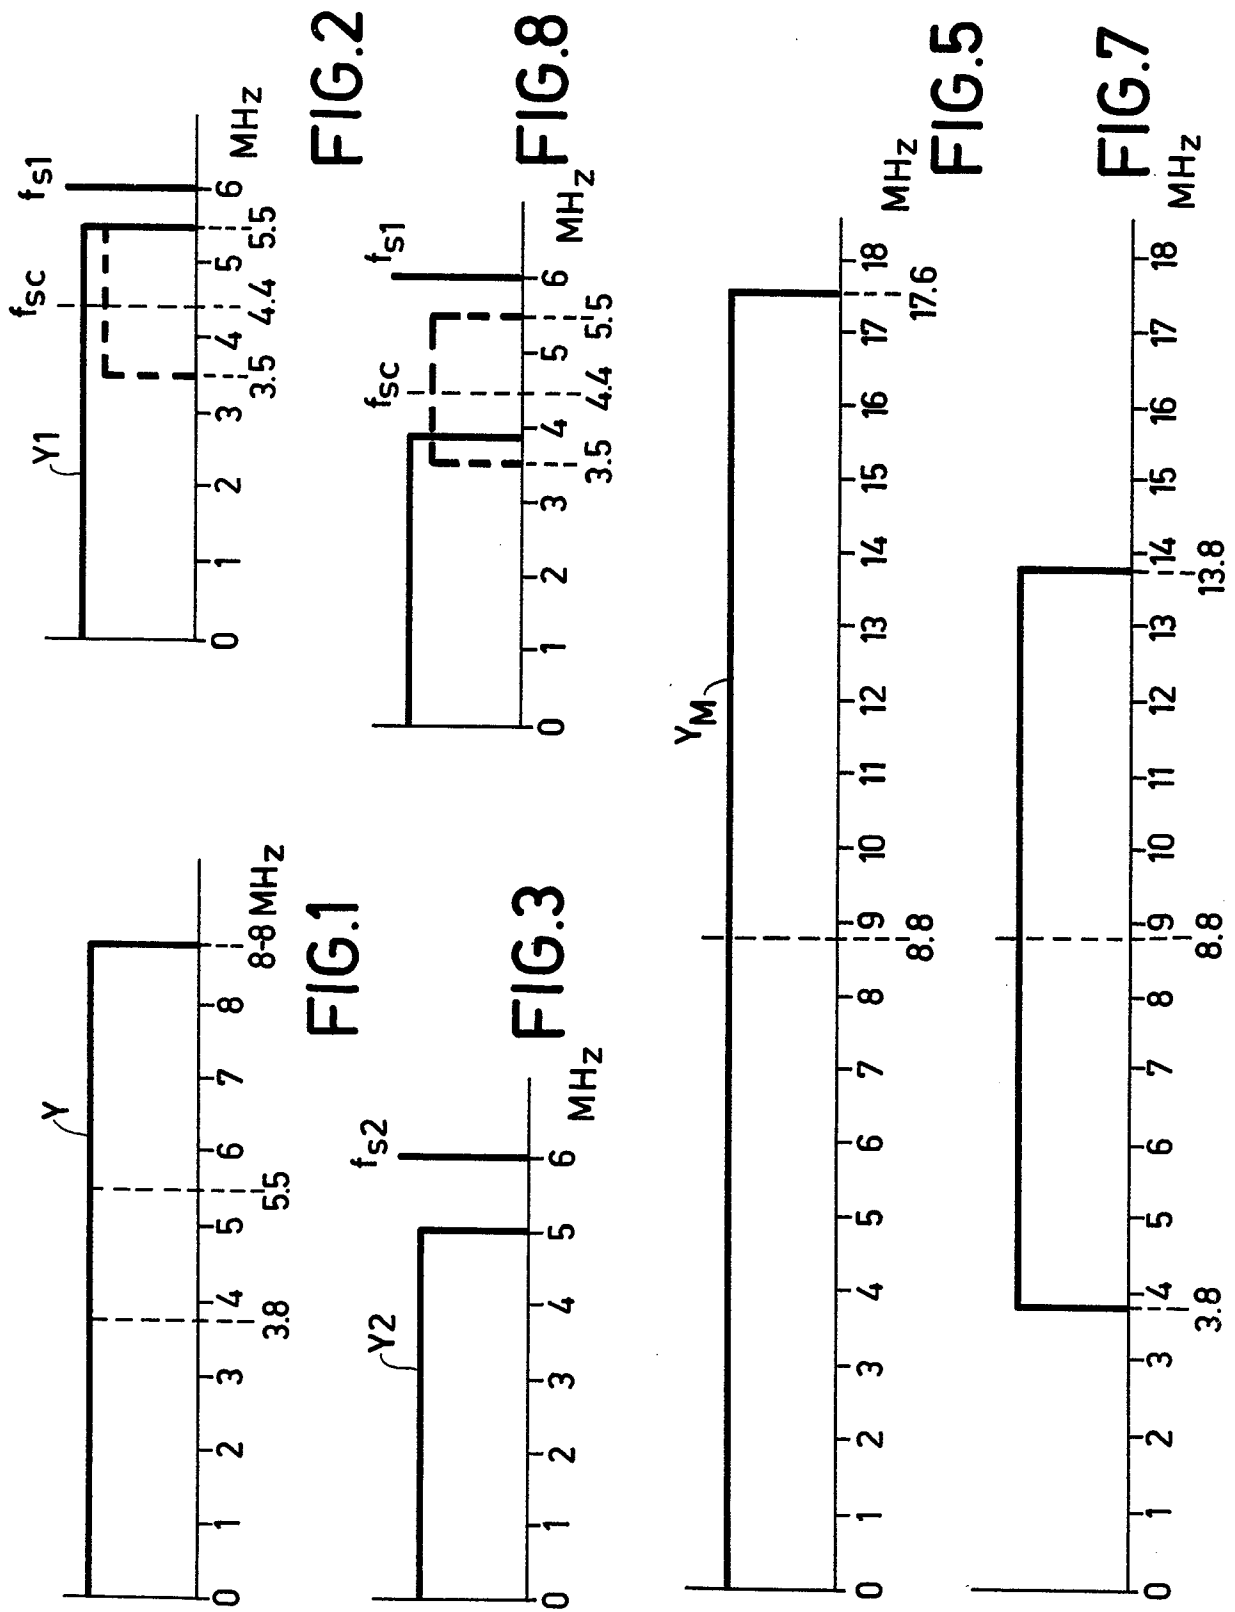 Y
0 1 2 3 4 5 6 7 8
3.8 5.5 8-8 MHz
FIG.1
Y1 fsc fs1
0 1 2 3 4 5 6 MHz
3.5 4.4 5.5
FIG.2
Y2 fs2
0 1 2 3 4 5 6 MHz
FIG.3
fsc fs1
0 1 2 3 4 5 6 MHz
3.5 4.4 5.5
FIG.8
YM
0 1 2 3 4 5 6 7 8 9 10 11 12 13 14 15 16 17 18 MHz
8.8 17.6
FIG.5
0 1 2 3 4 5 6 7 8 9 10 11 12 13 14 15 16 17 18 MHz
3.8 8.8 13.8
FIG.7